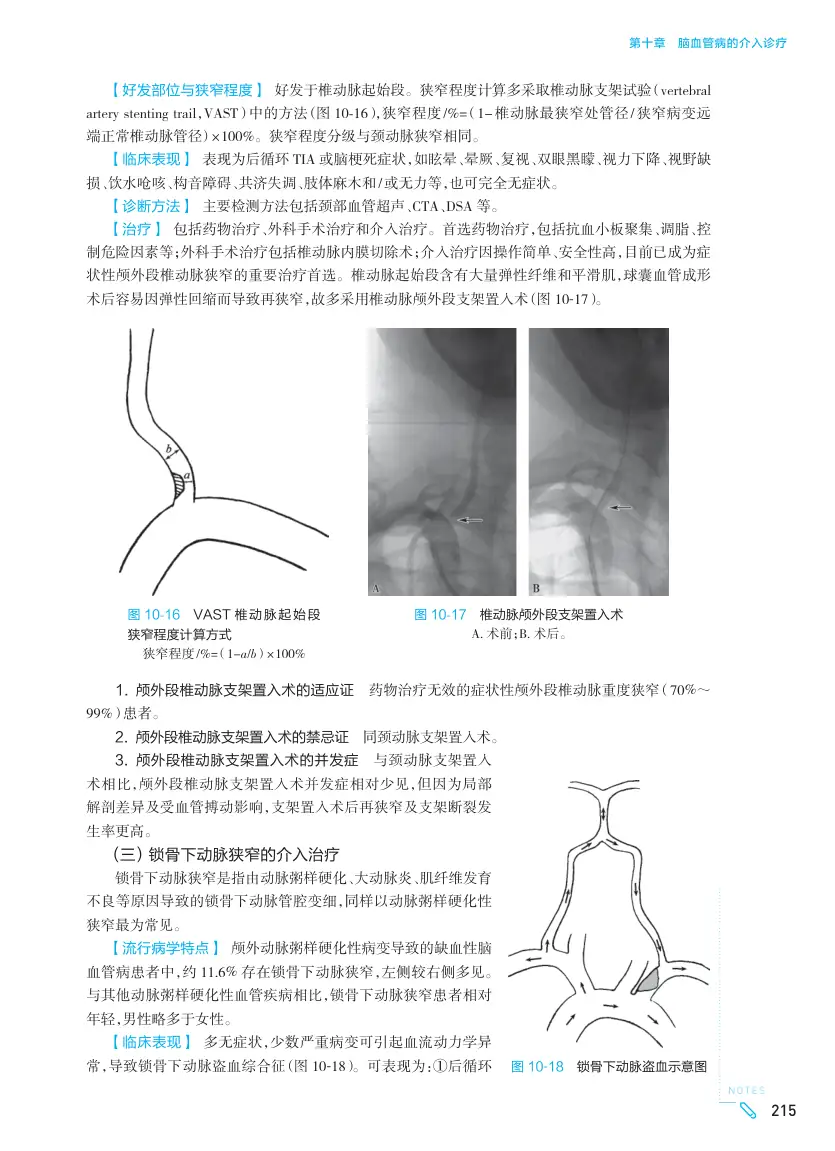 第十章 脑血管病的介入诊疗
【好发部位与狭窄程度】 好发于椎动脉起始段。狭窄程度计算多采取椎动脉支架试验（vertebral
artery stenting trail，VAST）中的方法（图 10-16），狭窄程度/%=（1−椎动脉最狭窄处管径/狭窄病变远
端正常椎动脉管径）×100%。狭窄程度分级与颈动脉狭窄相同。
【临床表现】 表现为后循环 TIA 或脑梗死症状，如眩晕、晕厥、复视、双眼黑矇、视力下降、视野缺
损、饮水呛咳、构音障碍、共济失调、肢体麻木和/或无力等，也可完全无症状。
【诊断方法】 主要检测方法包括颈部血管超声、CTA、DSA 等。
【治疗】 包括药物治疗、外科手术治疗和介入治疗。首选药物治疗，包括抗血小板聚集、调脂、控
制危险因素等；外科手术治疗包括椎动脉内膜切除术；介入治疗因操作简单、安全性高，目前已成为症
状性颅外段椎动脉狭窄的重要治疗首选。椎动脉起始段含有大量弹性纤维和平滑肌，球囊血管成形
术后容易因弹性回缩而导致再狭窄，故多采用椎动脉颅外段支架置入术（图 10-17）。
b
a
A
B
图 10-16 VAST 椎动脉起始段
狭窄程度计算方式
狭窄程度/%=（1−a/b）×100%
图 10-17 椎动脉颅外段支架置入术
A. 术前；B. 术后。
1. 颅外段椎动脉支架置入术的适应证 药物治疗无效的症状性颅外段椎动脉重度狭窄（70%～
99%）患者。
2. 颅外段椎动脉支架置入术的禁忌证 同颈动脉支架置入术。
3. 颅外段椎动脉支架置入术的并发症 与颈动脉支架置入
术相比，颅外段椎动脉支架置入术并发症相对少见，但因为局部
解剖差异及受血管搏动影响，支架置入术后再狭窄及支架断裂发
生率更高。
（三）锁骨下动脉狭窄的介入治疗
锁骨下动脉狭窄是指由动脉粥样硬化、大动脉炎、肌纤维发育
不良等原因导致的锁骨下动脉管腔变细，同样以动脉粥样硬化性
狭窄最为常见。
【流行病学特点】 颅外动脉粥样硬化性病变导致的缺血性脑
血管病患者中，约 11.6% 存在锁骨下动脉狭窄，左侧较右侧多见。
与其他动脉粥样硬化性血管疾病相比，锁骨下动脉狭窄患者相对
年轻，男性略多于女性。
【临床表现】 多无症状，少数严重病变可引起血流动力学异
常，导致锁骨下动脉盗血综合征（图 10-18）。可表现为：①后循环
图 10-18 锁骨下动脉盗血示意图
NOTES
215